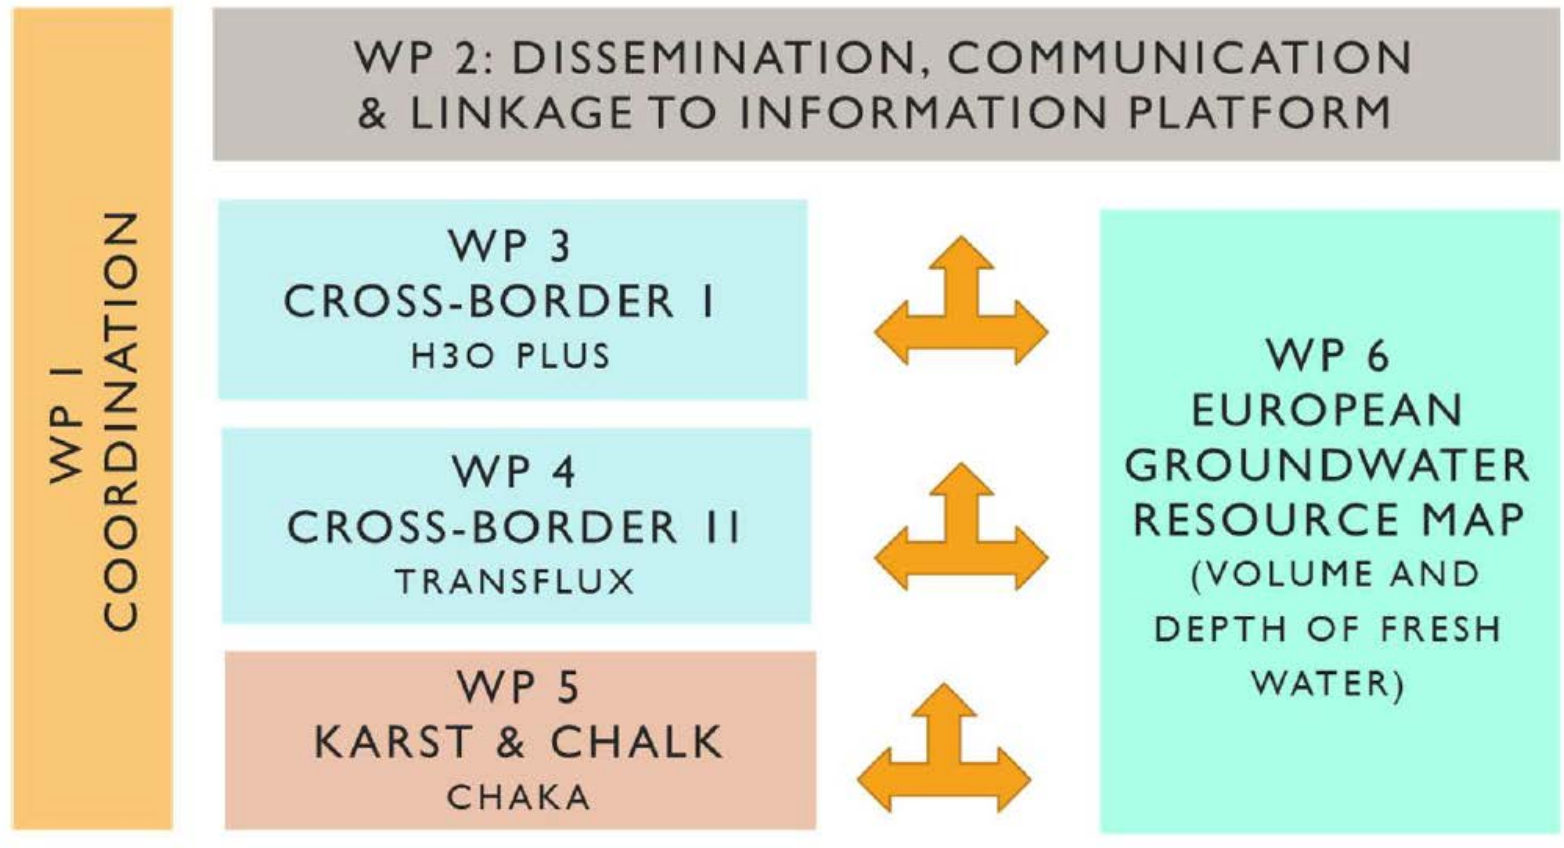 WP 1
COORDINATION
WP 2: DISSEMINATION, COMMUNICATION
& LINKAGE TO INFORMATION PLATFORM
WP 3
CROSS-BORDER I
H3O PLUS
WP 4
CROSS-BORDER II
TRANSFLUX
WP 5
KARST & CHALK
CHAKA
WP 6
EUROPEAN
GROUNDWATER
RESOURCE MAP
(VOLUME AND
DEPTH OF FRESH
WATER)